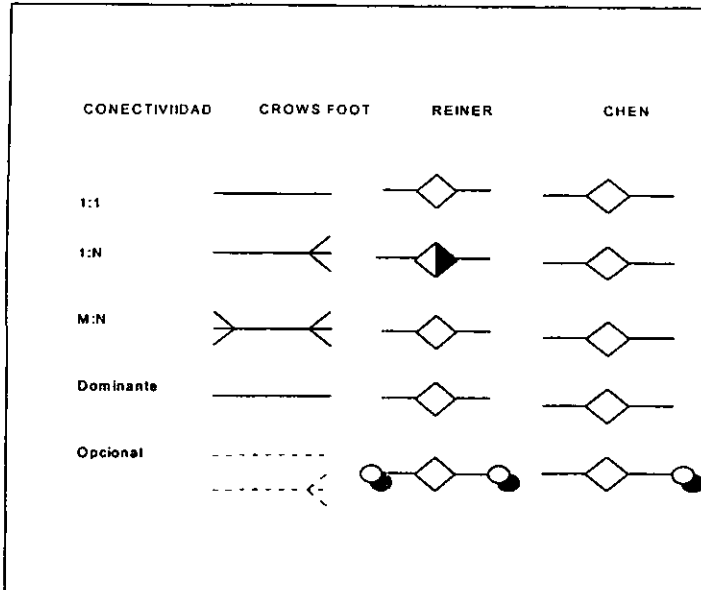 CONECTIVIIDAD CROWS FOOT REINER CHEN
1:1
1:N
M:N
Dominante
Opcional